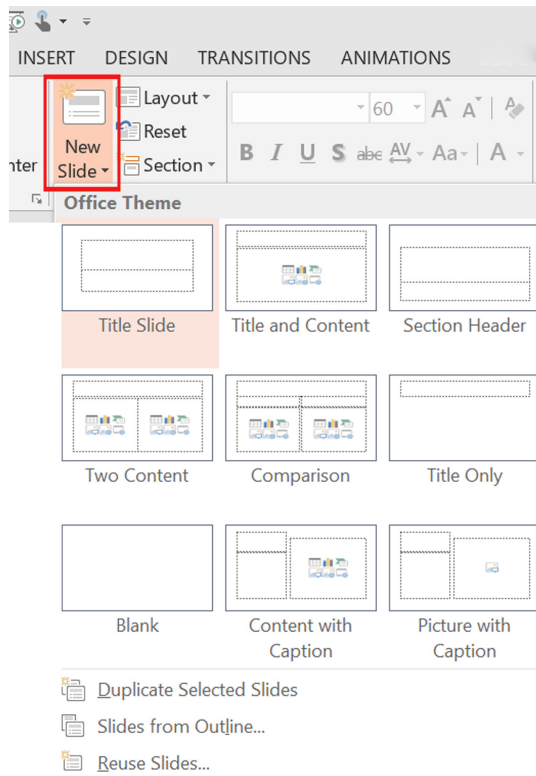 INSERT DESIGN TRANSITIONS ANIMATIONS
Layout
60 A A A
New
Reset
nter Slide
Section
B I U S abc AV Aa A
Office Theme
Title Slide Title and Content Section Header
Two Content Comparison Title Only
Blank Content with Picture with
Caption Caption
Duplicate Selected Slides
Slides from Outline...
Reuse Slides...